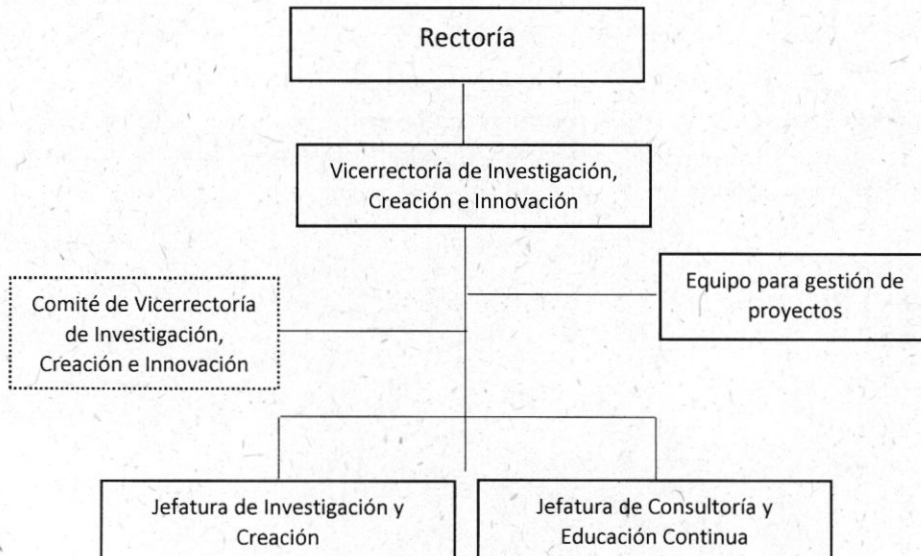 Rectoría
Vicerrectoría de Investigación,
Creación e Innovación
Equipo para gestión de
proyectos
Comité de Vicerrectoría
de Investigación,
Creación e Innovación
Jefatura de Investigación y
Creación
Jefatura de Consultoría y
Educación Continua